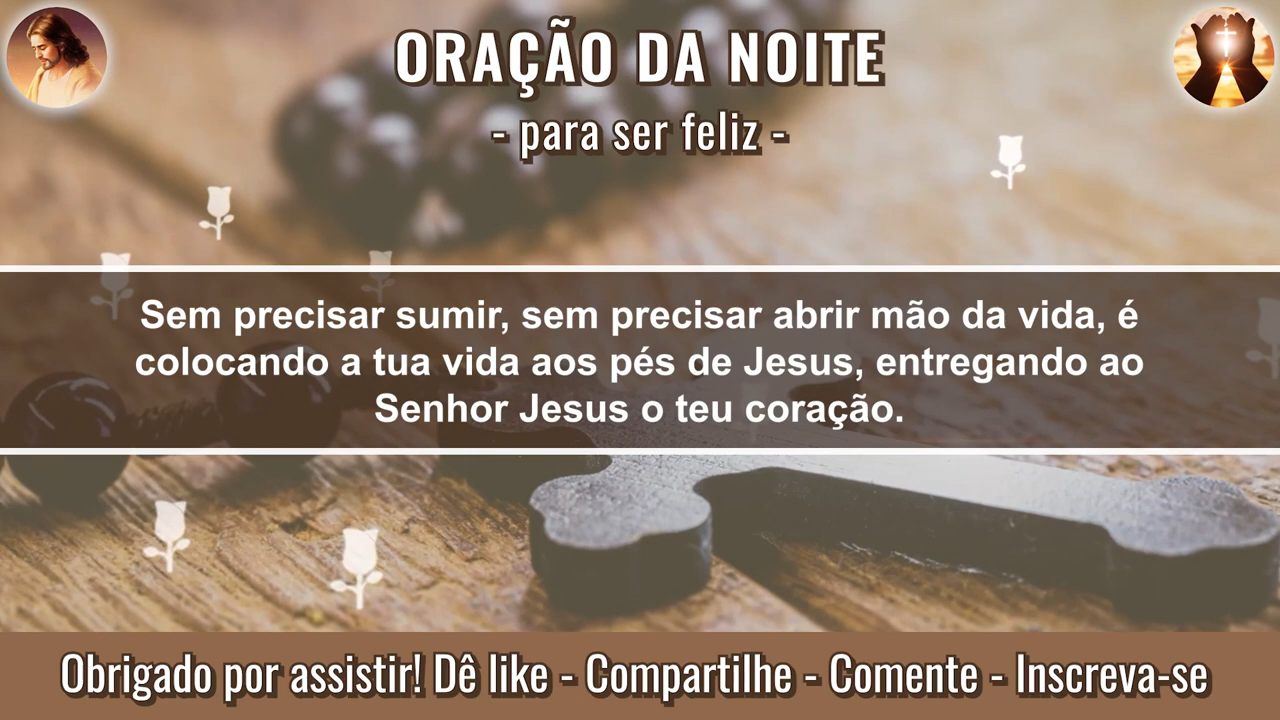 ORAÇÃO DA NOITE
- para ser feliz -
Sem precisar sumir, sem precisar abrir mão da vida, é
colocando a tua vida aos pés de Jesus, entregando ao
Senhor Jesus o teu coração.
Obrigado por assistir! Dê like - Compartilhe - Comente - Inscreva-se